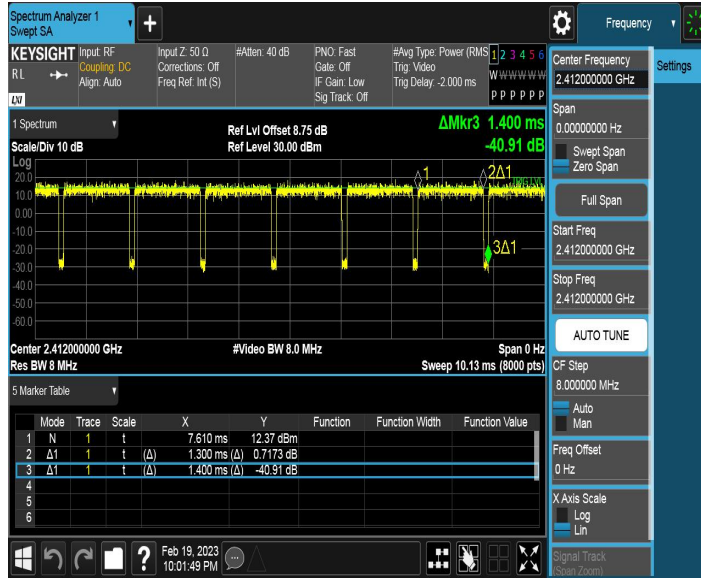 Spectrum Analyzer 1
Swept SA
+
Frequency
KEYSIGHT
RL
LXI
Input: RF
Coupling: DC
Align: Auto
Input Z: 50 Ω
Corrections: Off
Freq Ref: Int (S)
#Atten: 40 dB
PNO: Fast
Gate: Off
IF Gain: Low
Sig Track: Off
#Avg Type: Power (RMS
Trig: Video
Trig Delay: -2.000 ms
1 2 3 4 5 6
W W W W W W
P P P P P P
Center Frequency
2.412000000 GHz
Settings
Span
0.00000000 Hz
Swept Span
Zero Span
Full Span
Start Freq
2.412000000 GHz
Stop Freq
2.412000000 GHz
AUTO TUNE
CF Step
8.000000 MHz
Auto
Man
Freq Offset
0 Hz
X Axis Scale
Log
Lin
Signal Track
(Span Zoom)
1 Spectrum
Scale/Div 10 dB
Ref Lvl Offset 8.75 dB
Ref Level 30.00 dBm
ΔMkr3 1.400 ms
-40.91 dB
Log
20.0
10.0
0.00
-10.0
-20.0
-30.0
-40.0
-50.0
-60.0
1
2Δ1
3Δ1
Center 2.412000000 GHz
#Video BW 8.0 MHz
Span 0 Hz
Res BW 8 MHz
Sweep 10.13 ms (8000 pts)
5 Marker Table
Mode Trace Scale X Y Function Function Width Function Value
1 N 1 t 7.610 ms 12.37 dBm
2 Δ1 1 t (Δ) 1.300 ms (Δ) 0.7173 dB
3 Δ1 1 t (Δ) 1.400 ms (Δ) -40.91 dB
4
5
6
?
Feb 19, 2023
10:01:49 PM